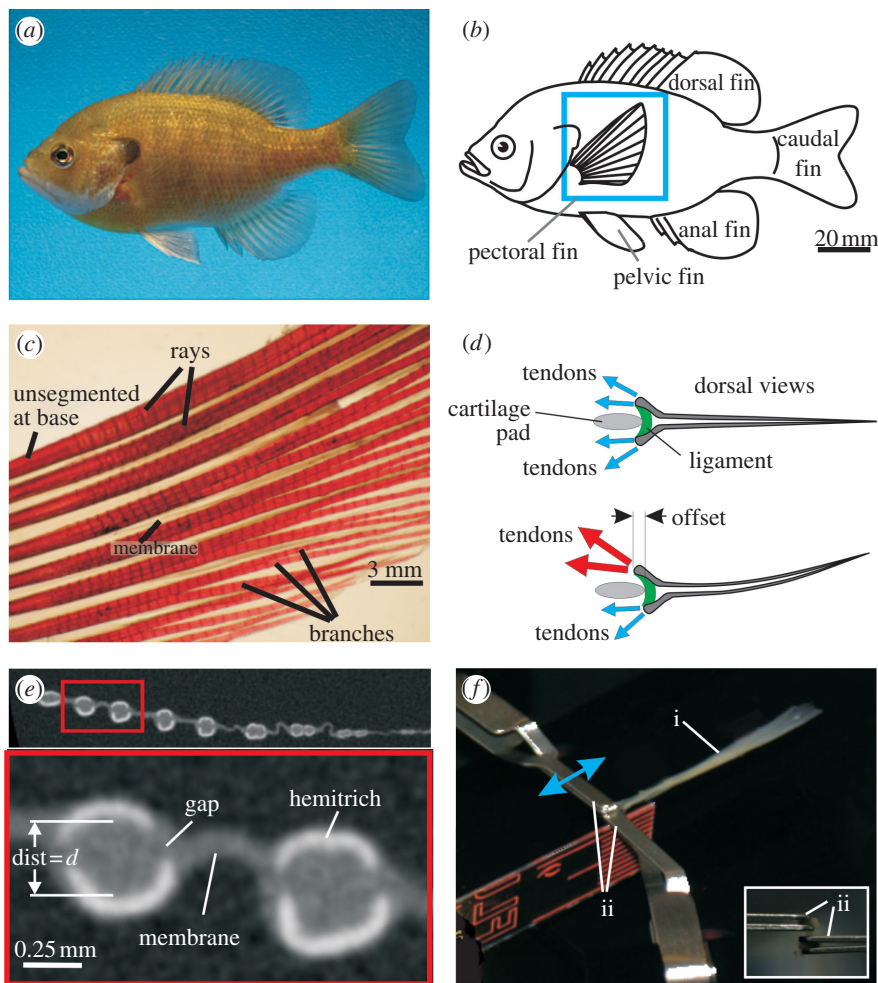 (a)
(b)
dorsal fin
caudal
fin
anal fin
pectoral fin
pelvic fin
20 mm
(c)
rays
unsegmented
at base
membrane
3 mm
branches
(d)
tendons
dorsal views
cartilage
pad
tendons
ligament
offset
tendons
tendons
(e)
gap
hemitrich
dist = d
membrane
0.25 mm
(f)
i
ii
ii